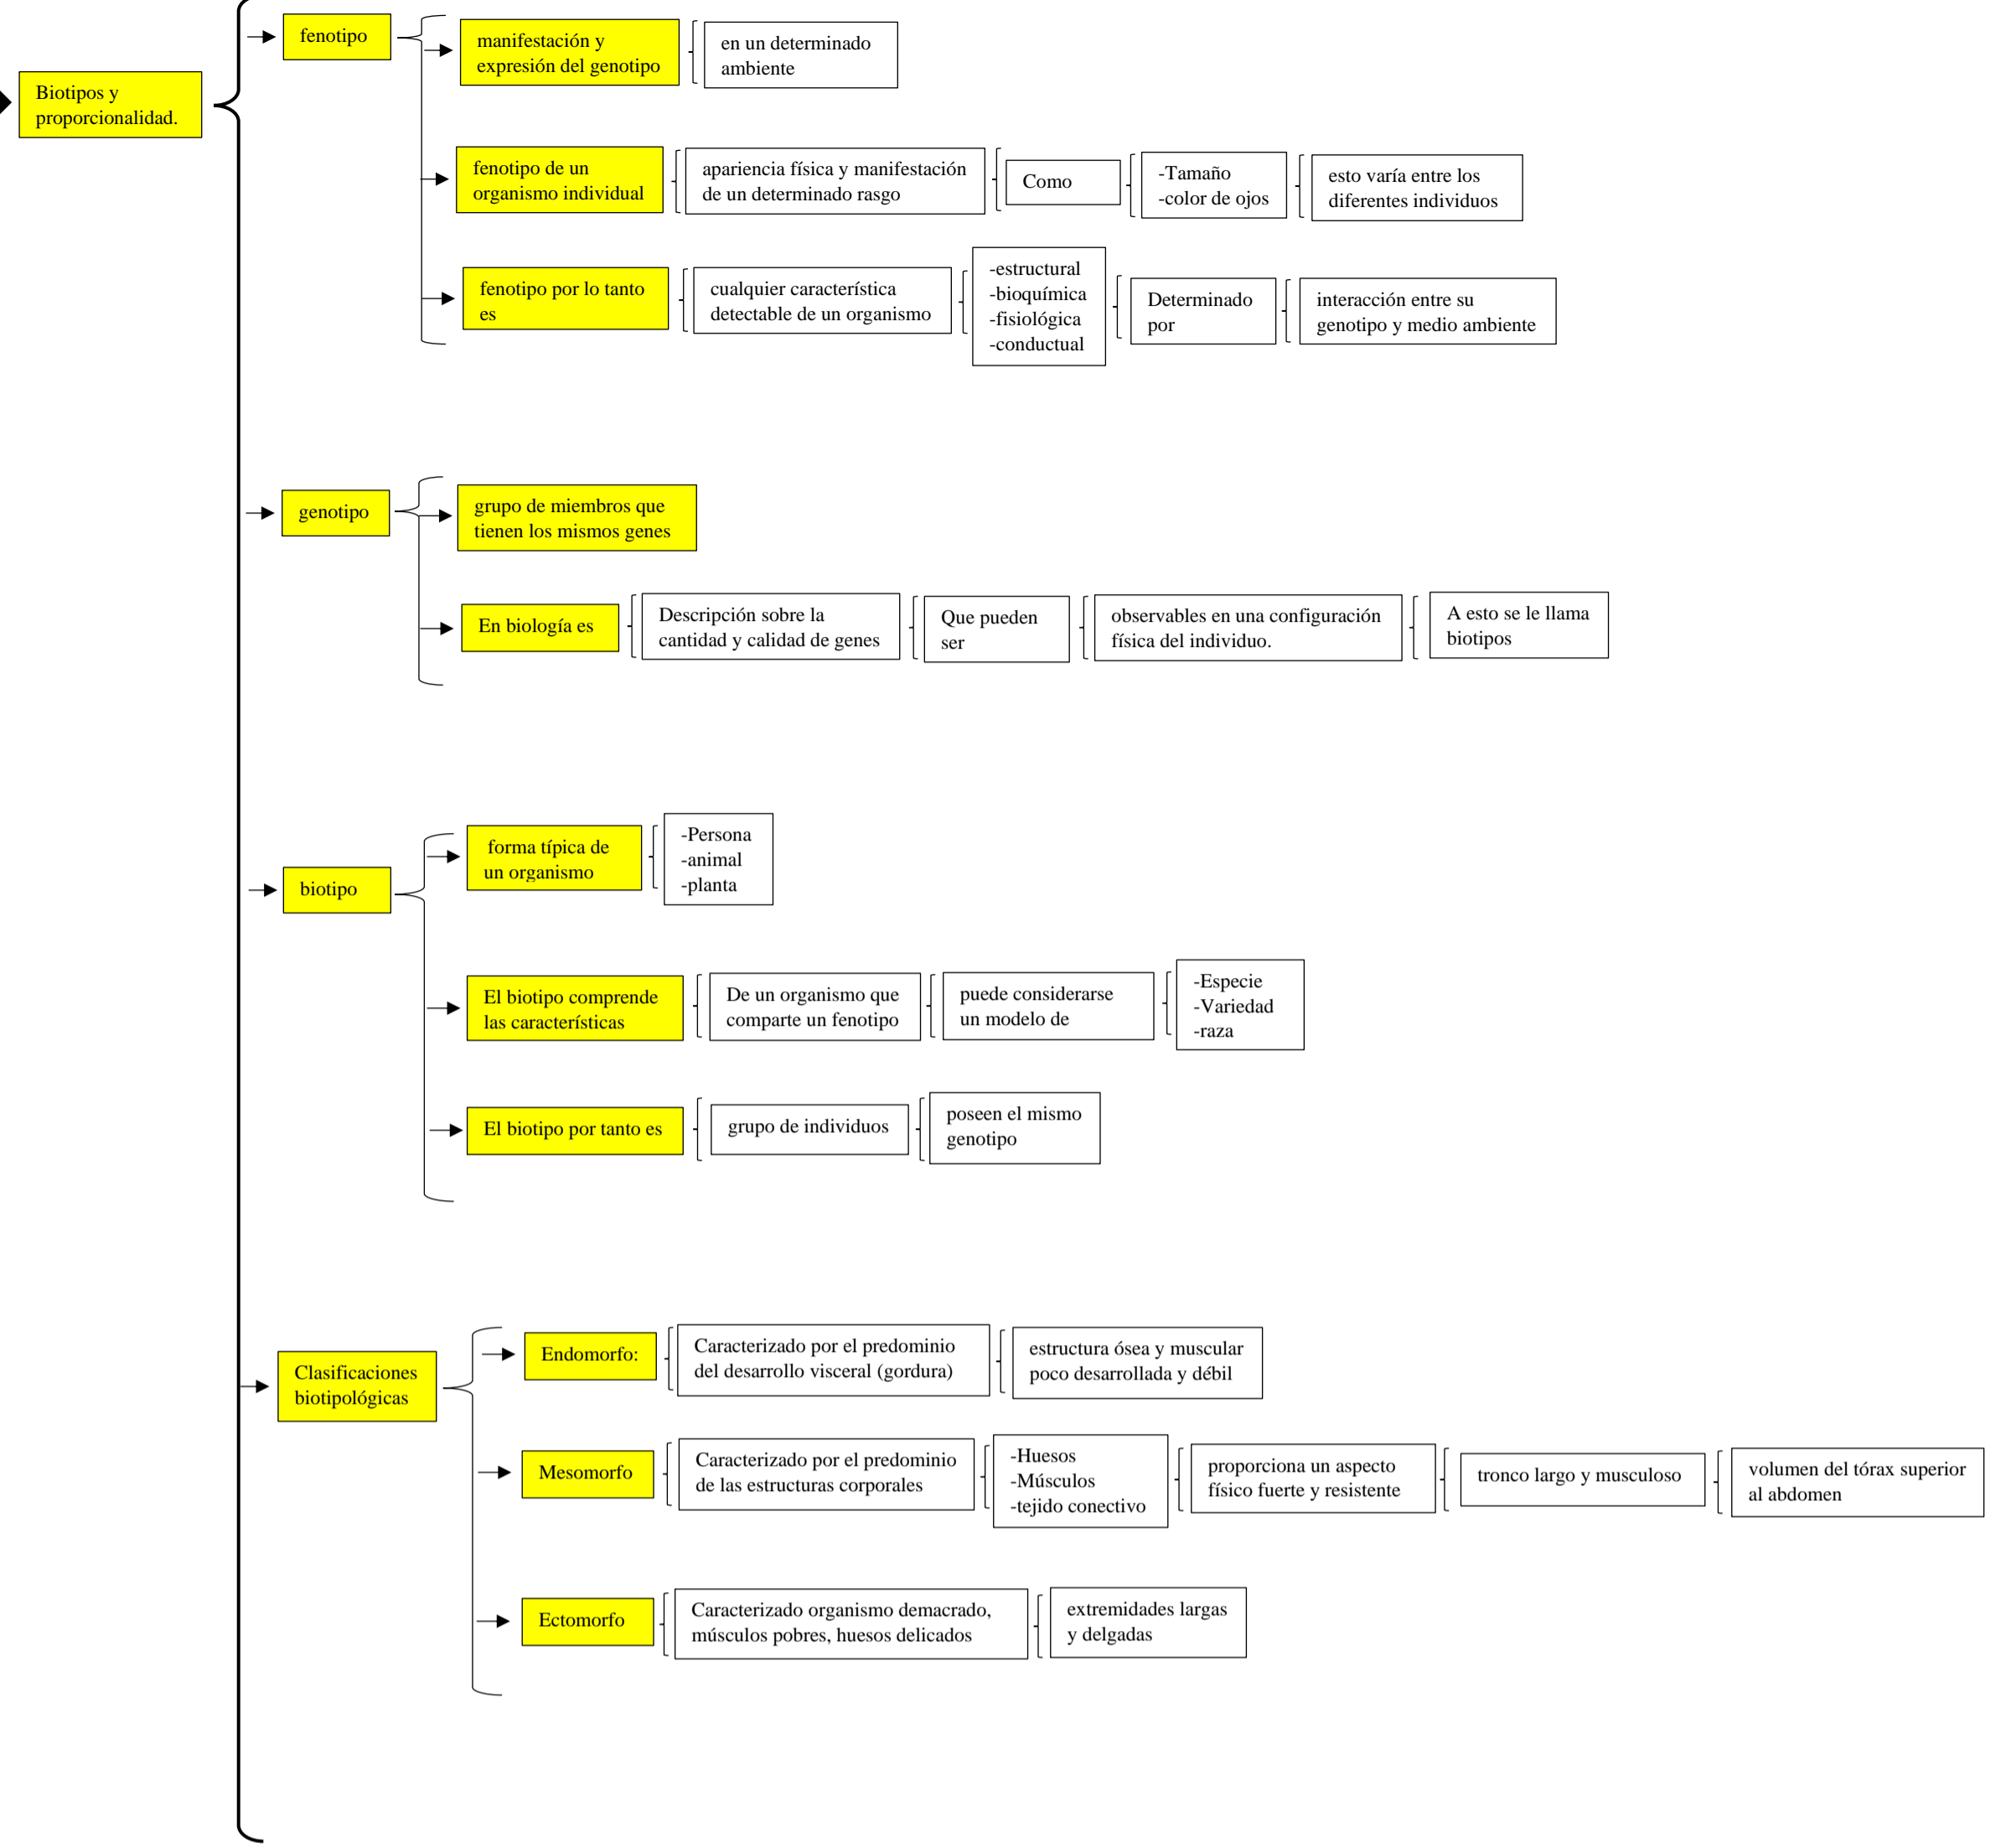 Biotipos y
proporcionalidad.
fenotipo
manifestación y
expresión del genotipo
en un determinado
ambiente
fenotipo de un
organismo individual
apariencia física y manifestación
de un determinado rasgo
Como
-Tamaño
-color de ojos
esto varía entre los
diferentes individuos
fenotipo por lo tanto
es
cualquier característica
detectable de un organismo
-estructural
-bioquímica
-fisiológica
-conductual
Determinado
por
interacción entre su
genotipo y medio ambiente
genotipo
grupo de miembros que
tienen los mismos genes
En biología es
Descripción sobre la
cantidad y calidad de genes
Que pueden
ser
observables en una configuración
física del individuo.
A esto se le llama
biotipos
biotipo
forma típica de
un organismo
-Persona
-animal
-planta
El biotipo comprende
las características
De un organismo que
comparte un fenotipo
puede considerarse
un modelo de
-Especie
-Variedad
-raza
El biotipo por tanto es
grupo de individuos
poseen el mismo
genotipo
Clasificaciones
biotipológicas
Endomorfo:
Caracterizado por el predominio
del desarrollo visceral (gordura)
estructura ósea y muscular
poco desarrollada y débil
Mesomorfo
Caracterizado por el predominio
de las estructuras corporales
-Huesos
-Músculos
-tejido conectivo
proporciona un aspecto
físico fuerte y resistente
tronco largo y musculoso
volumen del tórax superior
al abdomen
Ectomorfo
Caracterizado organismo demacrado,
músculos pobres, huesos delicados
extremidades largas
y delgadas